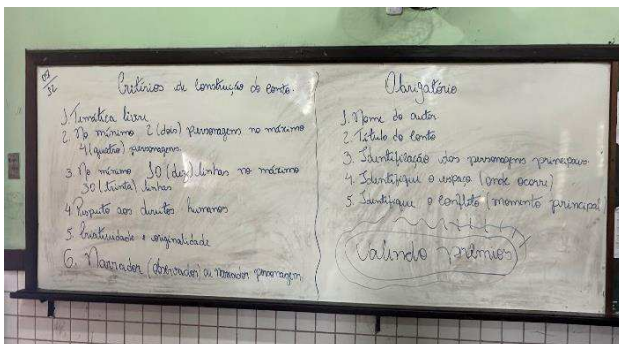 09
12
Critérios de construção do conto.
1. Temática livre
2. No mínimo 2 (dois) personagens no máximo
4 (quatro) personagens
3. No mínimo 10 (dez) linhas no máximo
30 (trinta) linhas
4. Respeito aos direitos humanos
5. Criatividade e originalidade
6. Narrador (observador) ou narrador personagem.
Obrigatório
1. Nome do autor
2. Título do conto
3. Identificação dos personagens principais
4. Identifique o espaço (onde ocorre)
5. Identifique o conflito (momento principal)
Valendo prêmios